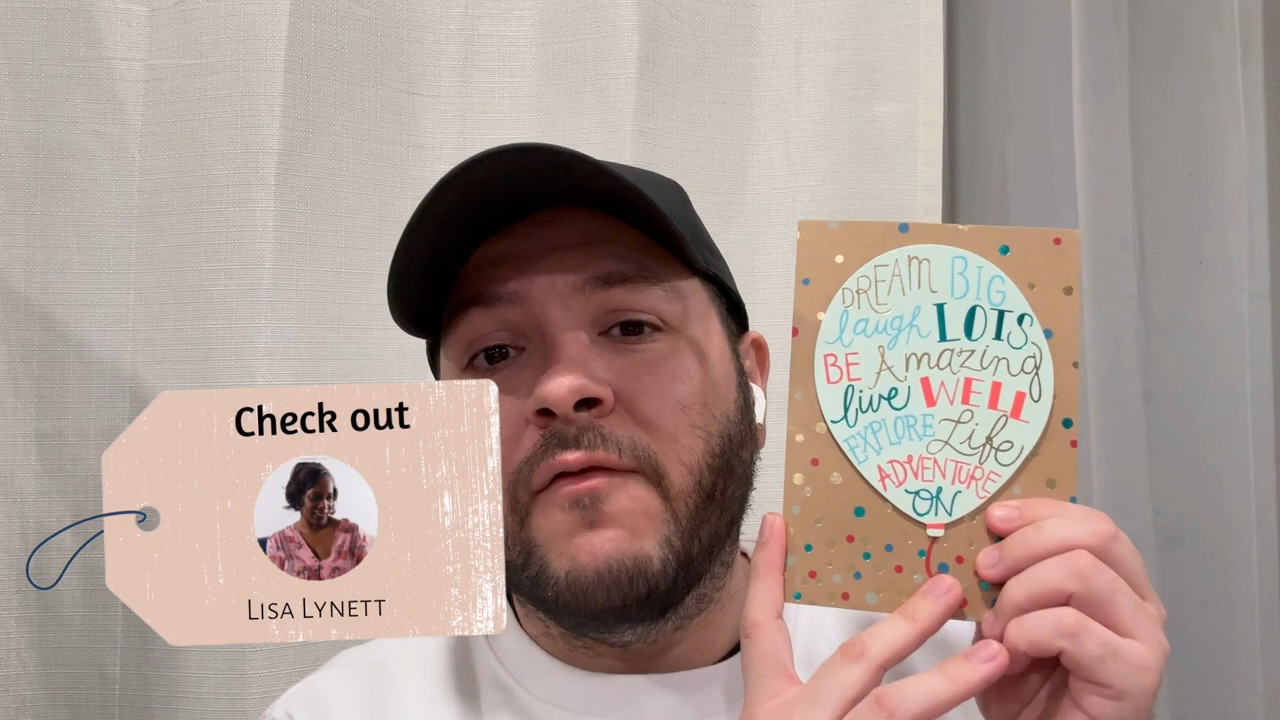 Check out
LISA LYNETT
DREAM BIG
laugh LOTS
BE Amazing
live WELL
EXPLORE Life
ADVENTURE
ON